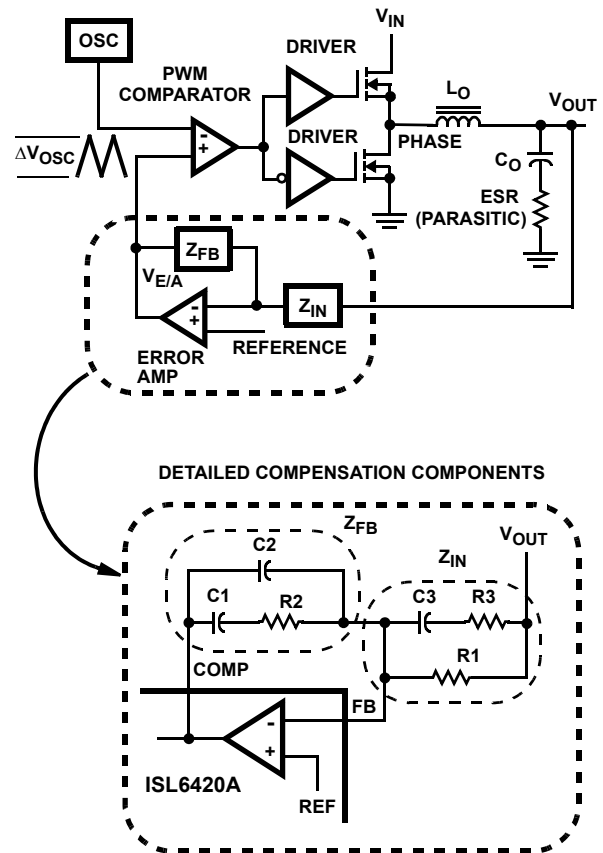 V_IN
OSC
DRIVER
PWM
COMPARATOR
L_O
V_OUT
-
+
DRIVER
PHASE
ΔV_OSC
C_O
ESR
(PARASITIC)
Z_FB
V_E/A
-
+
Z_IN
REFERENCE
ERROR
AMP
DETAILED COMPENSATION COMPONENTS
Z_FB
V_OUT
C2
Z_IN
C1
R2
C3
R3
R1
COMP
FB
-
+
ISL6420A
REF